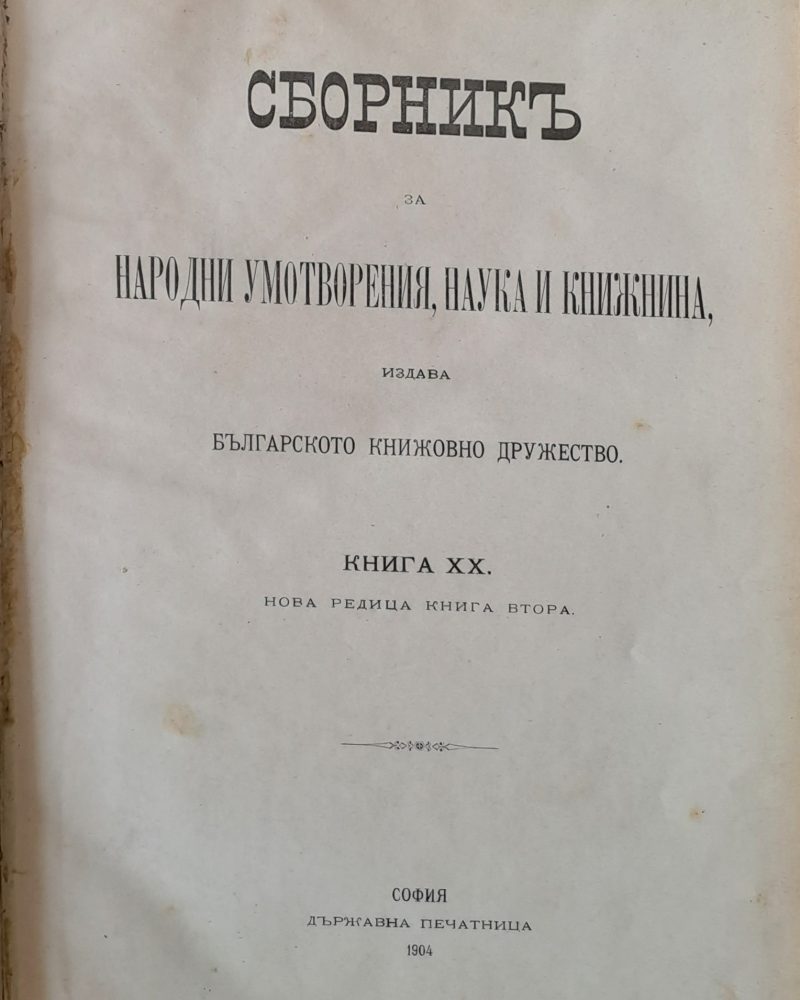 СБОРНИКЪ
ЗА
НАРОДНИ УМОТВОРЕНИЯ, НАУКА И КНИЖНИНА,
ИЗДАВА
БЪЛГАРСКОТО КНИЖОВНО ДРУЖЕСТВО.
КНИГА XX.
НОВА РЕДИЦА КНИГА ВТОРА.
СОФИЯ
ДЪРЖАВНА ПЕЧАТНИЦА
1904